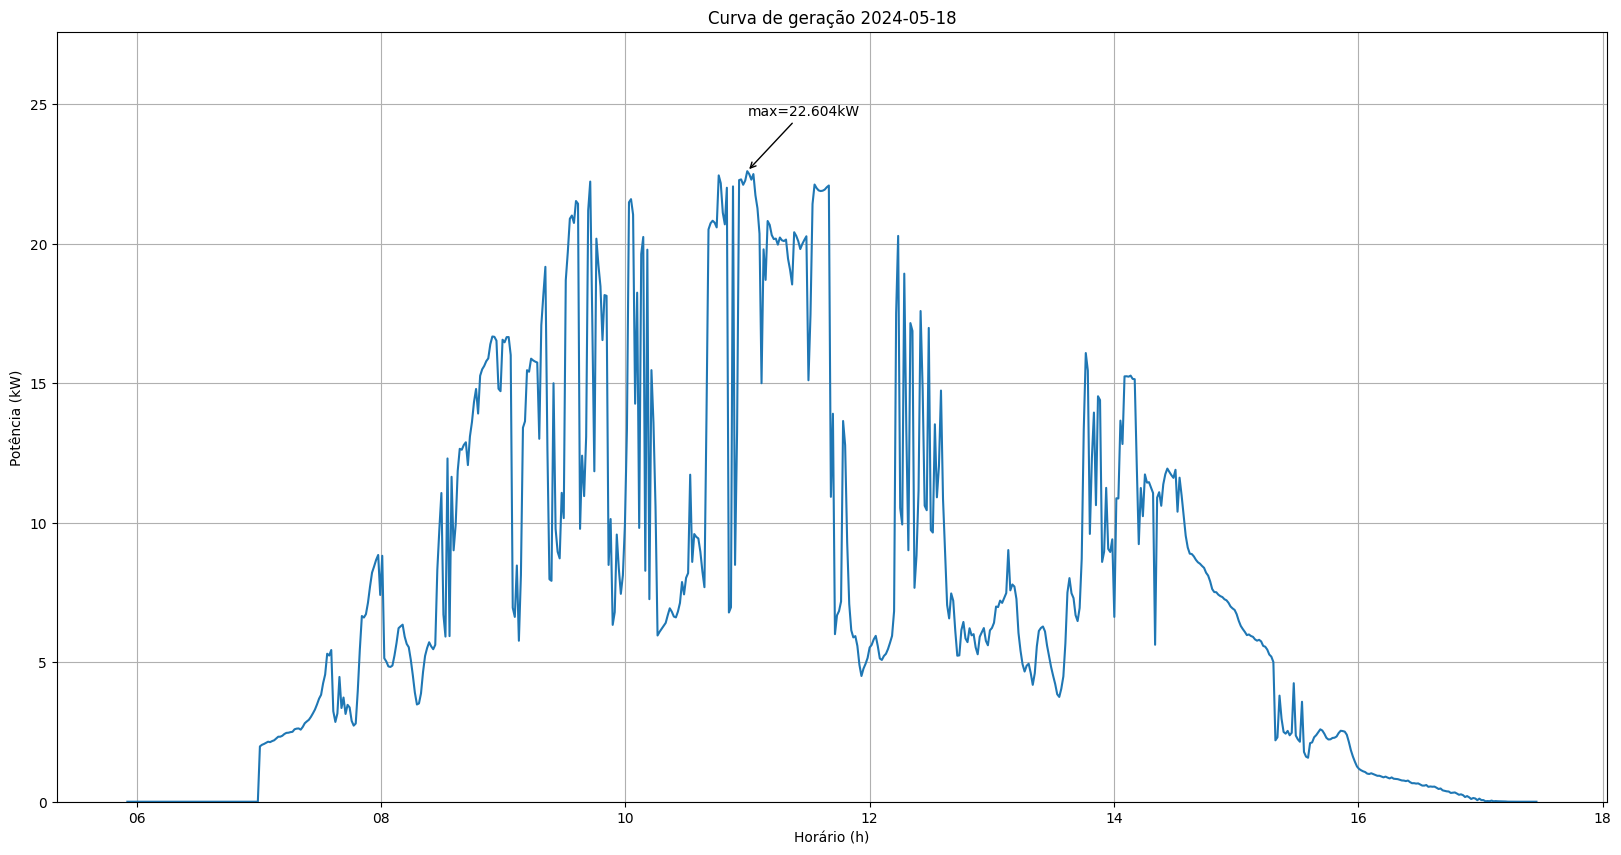 Curva de geração 2024-05-18
max=22.604kW
Potência (kW)
25
20
15
10
5
0
06 08 10 12 14 16 18
Horário (h)